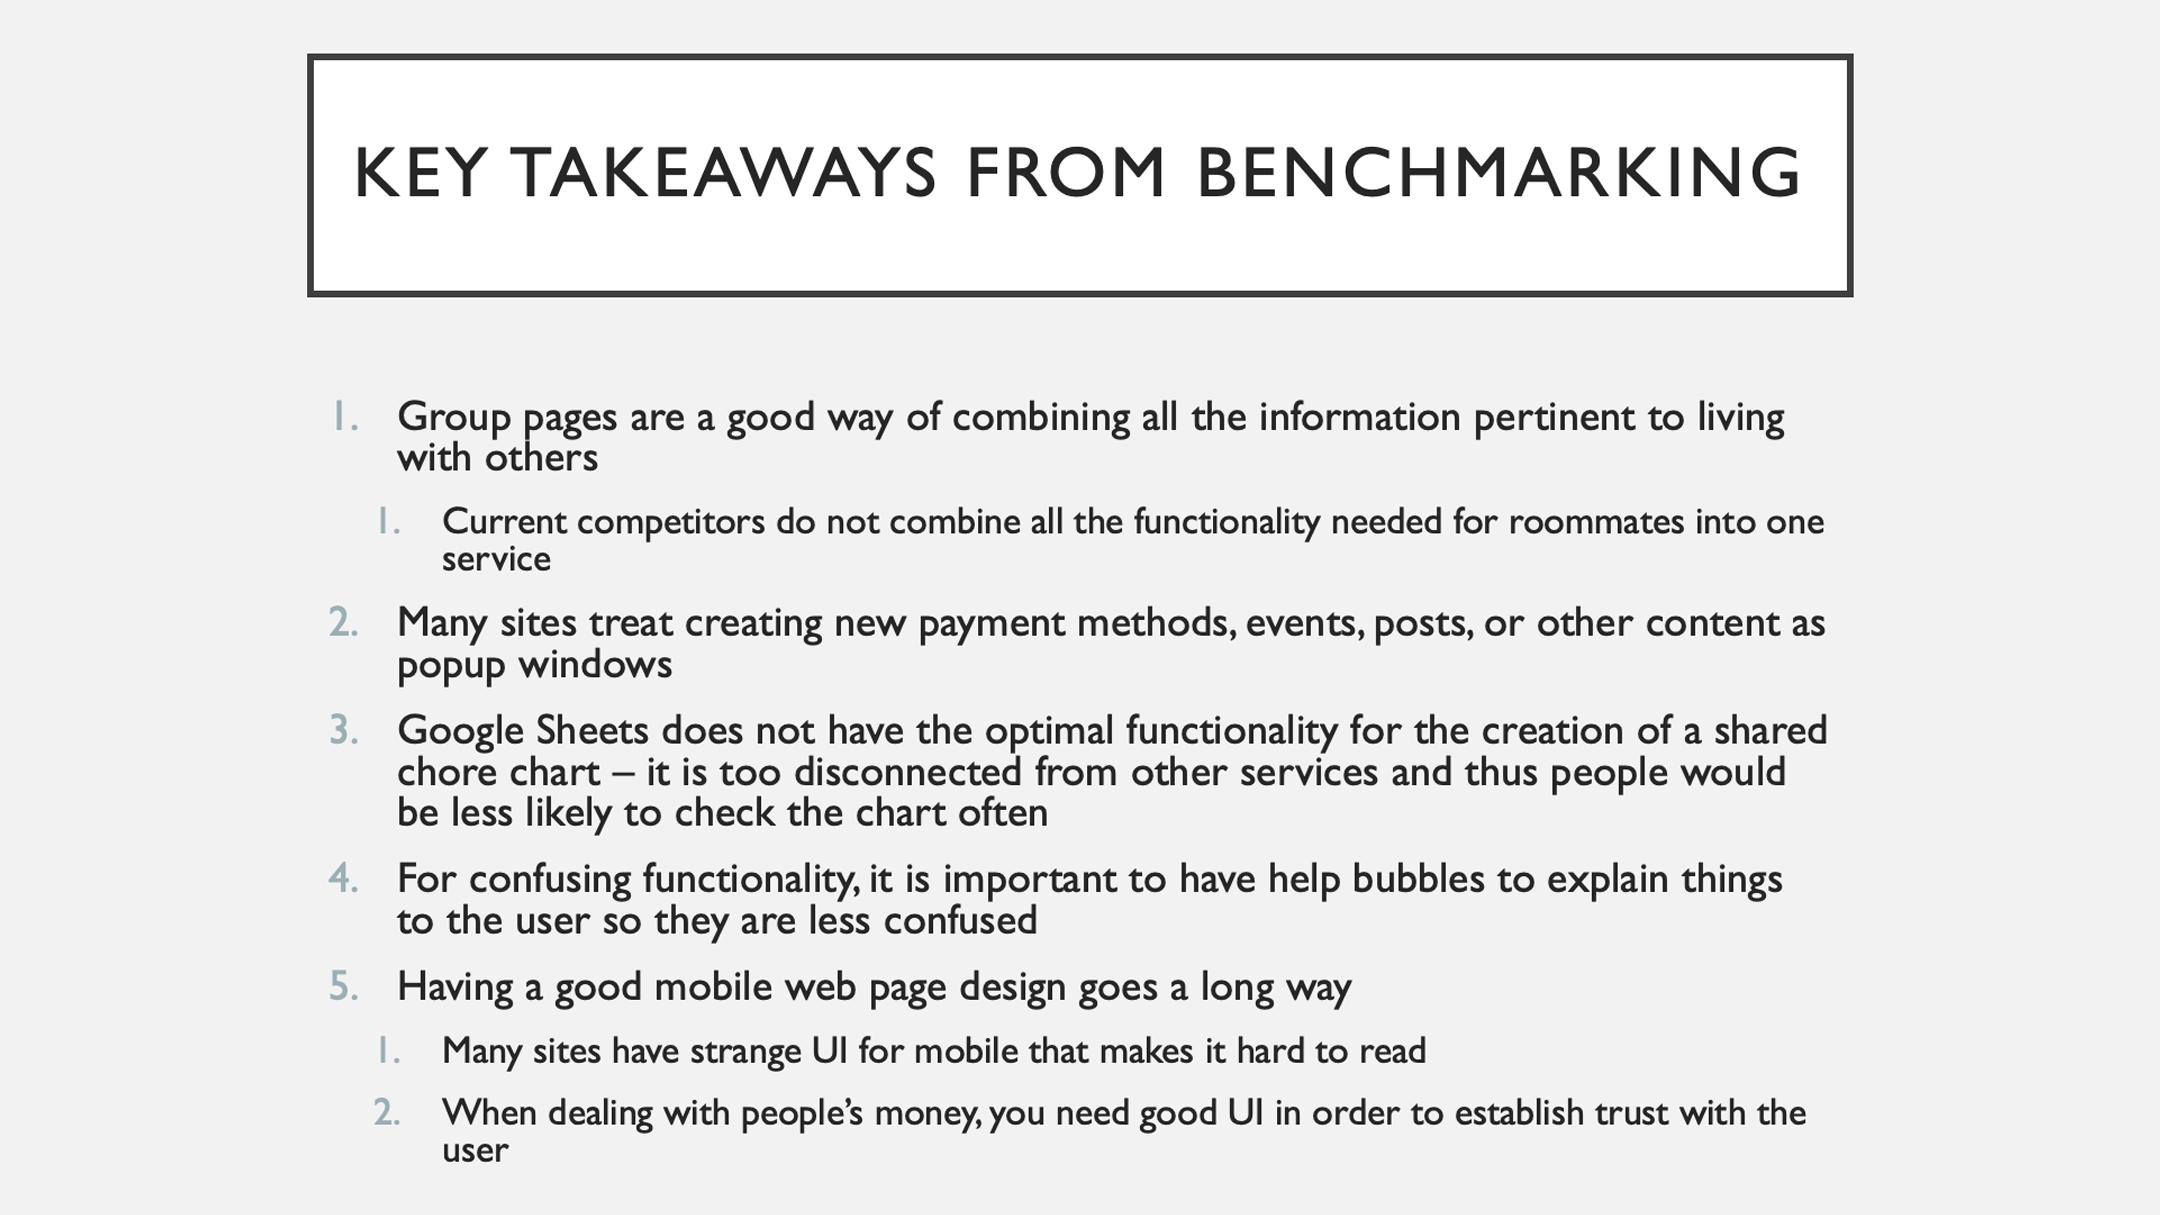 KEY TAKEAWAYS FROM BENCHMARKING
1. Group pages are a good way of combining all the information pertinent to living
with others
1. Current competitors do not combine all the functionality needed for roommates into one
service
2. Many sites treat creating new payment methods, events, posts, or other content as
popup windows
3. Google Sheets does not have the optimal functionality for the creation of a shared
chore chart – it is too disconnected from other services and thus people would
be less likely to check the chart often
4. For confusing functionality, it is important to have help bubbles to explain things
to the user so they are less confused
5. Having a good mobile web page design goes a long way
1. Many sites have strange UI for mobile that makes it hard to read
2. When dealing with people’s money, you need good UI in order to establish trust with the
user